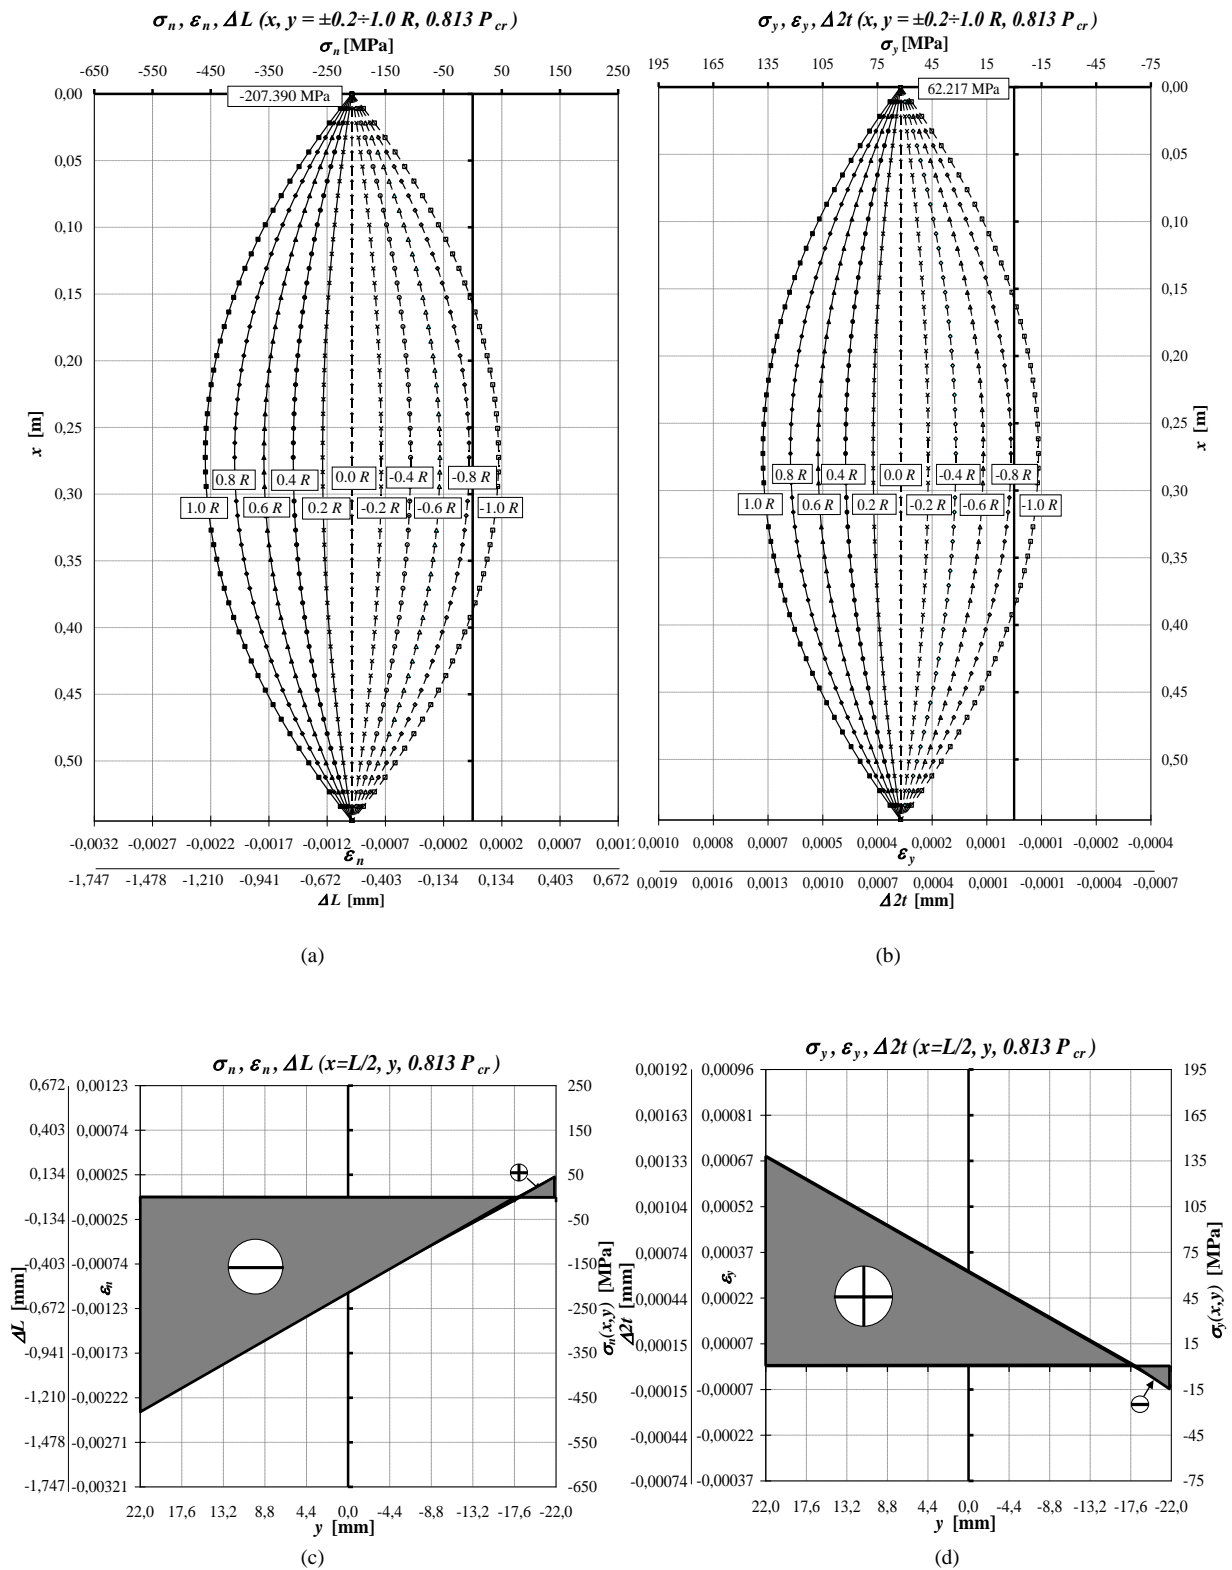 σn , εn , ΔL (x, y = ±0.2÷1.0 R, 0.813 Pcr)
σn [MPa]
-650 -550 -450 -350 -250 -150 -50 50 150 250
-207.390 MPa
0,00
0,05
0,10
0,15
0,20
0,25
0,30
0,35
0,40
0,45
0,50
x [m]
0.8 R 0.4 R 0.0 R -0.4 R -0.8 R
1.0 R 0.6 R 0.2 R -0.2 R -0.6 R -1.0 R
-0,0032 -0,0027 -0,0022 -0,0017 -0,0012 -0,0007 -0,0002 0,0002 0,0007
εn
-1,747 -1,478 -1,210 -0,941 -0,672 -0,403 -0,134 0,134 0,403 0,672
ΔL [mm]
(a)
σy , εy , Δ2t (x, y = ±0.2÷1.0 R, 0.813 Pcr)
σy [MPa]
195 165 135 105 75 45 15 -15 -45 -75
62.217 MPa
0,00
0,05
0,10
0,15
0,20
0,25
0,30
0,35
0,40
0,45
0,50
x [m]
0.8 R 0.4 R 0.0 R -0.4 R -0.8 R
1.0 R 0.6 R 0.2 R -0.2 R -0.6 R -1.0 R
0,0010 0,0008 0,0007 0,0005 0,0004 0,0002 0,0001 -0,0001 -0,0002 -0,0004
εy
0,0019 0,0016 0,0013 0,0010 0,0007 0,0004 0,0001 -0,0001 -0,0004 -0,0007
Δ2t [mm]
(b)
σn , εn , ΔL (x=L/2, y, 0.813 Pcr)
0,672 0,00123 250
0,403 0,00074 150
0,134 0,00025 50
-0,134 -0,00025 -50
-0,403 -0,00074 -150
-0,672 -0,00123 -250
-0,941 -0,00173 -350
-1,210 -0,00222 -450
-1,478 -0,00271 -550
-1,747 -0,00321 -650
ΔL [mm]
εn
σn(x,y) [MPa]
22,0 17,6 13,2 8,8 4,4 0,0 -4,4 -8,8 -13,2 -17,6 -22,0
y [mm]
(c)
σy , εy , Δ2t (x=L/2, y, 0.813 Pcr)
0,00192 0,00096 195
0,00163 0,00081 165
0,00133 0,00067 135
0,00104 0,00052 105
0,00074 0,00037 75
0,00044 0,00022 45
0,00015 0,00007 15
-0,00015 -0,00007 -15
-0,00044 -0,00022 -45
-0,00074 -0,00037 -75
Δ2t [mm]
εy
σy(x,y) [MPa]
22,0 17,6 13,2 8,8 4,4 0,0 -4,4 -8,8 -13,2 -17,6 -22,0
y [mm]
(d)